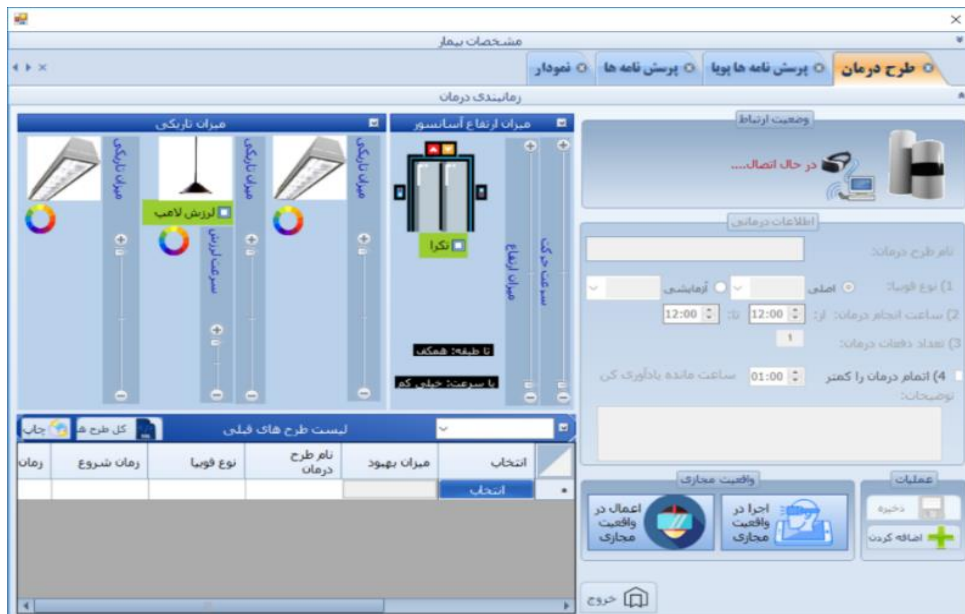 مشخصات بیمار
طرح درمان
پرسش نامه ها پویا
پرسش نامه ها
نمودار
زمانبندی درمان
وضعیت ارتباط
در حال اتصال....
اطلاعات درمانی
نام طرح درمان:
1) نوع فوبیا: اصلی آزمایشی
2) ساعت انجام درمان: از: 12:00 تا: 12:00
3) تعداد دفعات درمان: 1
4) اتمام درمان را کمتر 01:00 ساعت مانده یادآوری کن
توضیحات:
عملیات
ذخیره
اضافه کردن
واقعیت مجازی
اجرا در واقعیت مجازی
اعمال در واقعیت مجازی
خروج
میزان ارتفاع آسانسور
سرعت حرکت
میزان ارتفاع
نکرا
تا طبقه: همکف
با سرعت: خیلی کم
میزان تاریکی
میزان تاریکی
میزان تاریکی
لرزش لامپ
سرعت لرزش
میزان تاریکی
لیست طرح های قبلی
کل طرح ها
چاپ
انتخاب
میزان بهبود
نام طرح درمان
نوع فوبیا
زمان شروع
زمان
انتخاب